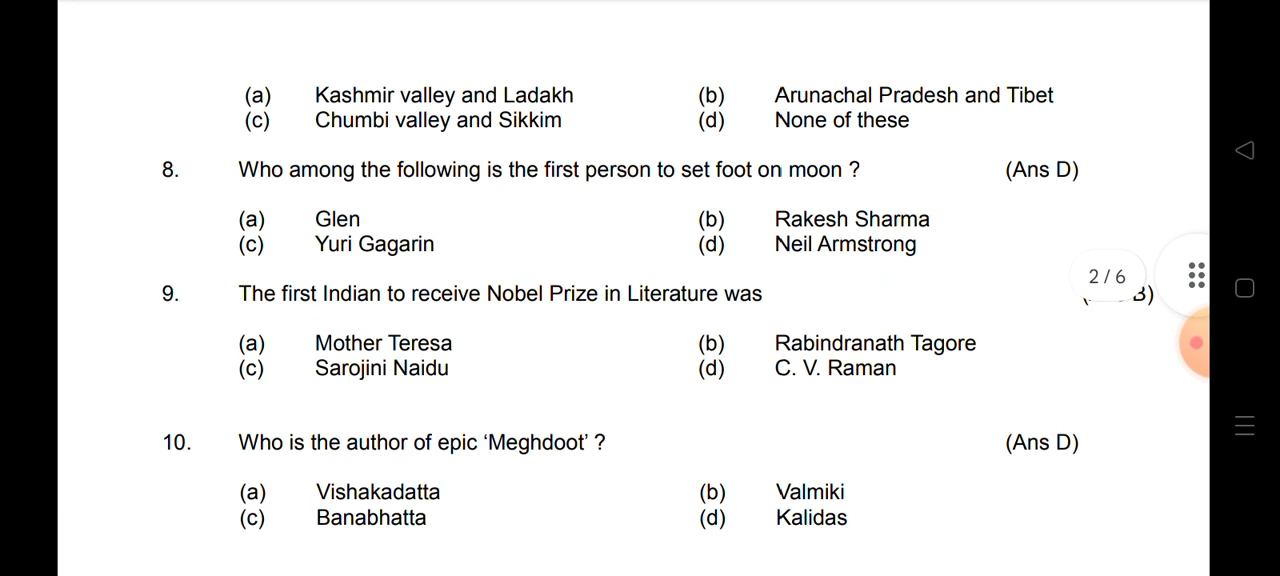 (a) Kashmir valley and Ladakh (b) Arunachal Pradesh and Tibet
(c) Chumbi valley and Sikkim (d) None of these
8. Who among the following is the first person to set foot on moon ? (Ans D)
(a) Glen (b) Rakesh Sharma
(c) Yuri Gagarin (d) Neil Armstrong
2 / 6
9. The first Indian to receive Nobel Prize in Literature was B)
(a) Mother Teresa (b) Rabindranath Tagore
(c) Sarojini Naidu (d) C. V. Raman
10. Who is the author of epic ‘Meghdoot’ ? (Ans D)
(a) Vishakadatta (b) Valmiki
(c) Banabhatta (d) Kalidas